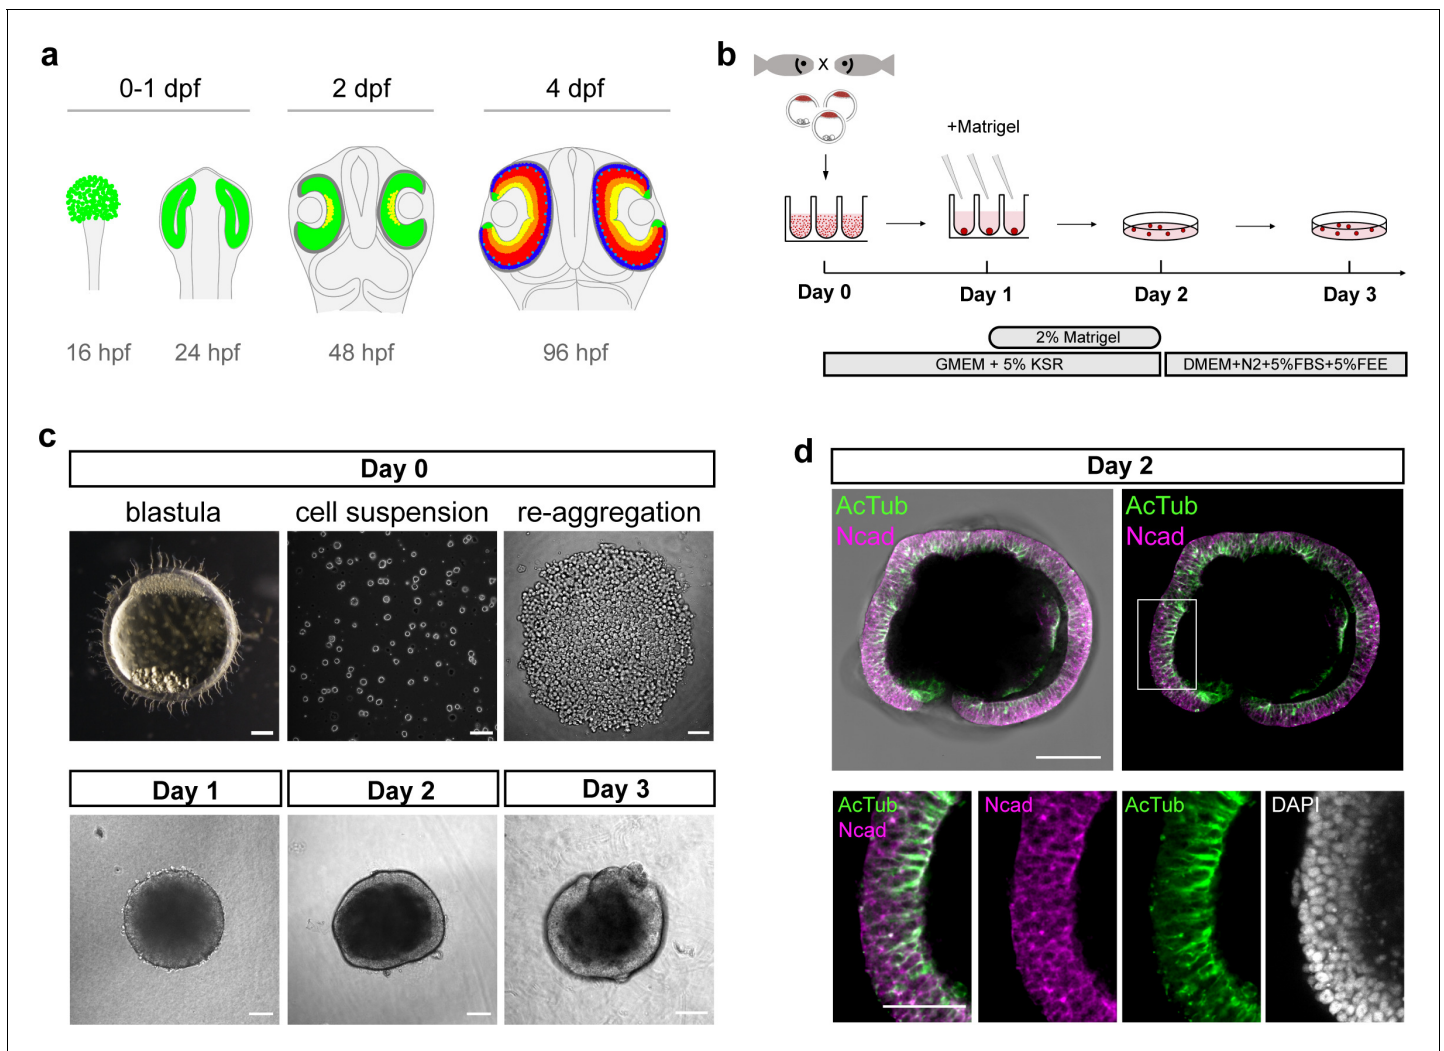 a
0-1 dpf
2 dpf
4 dpf
16 hpf
24 hpf
48 hpf
96 hpf
b
X
+Matrigel
Day 0
Day 1
Day 2
Day 3
2% Matrigel
GMEM + 5% KSR
DMEM+N2+5%FBS+5%FEE
c
Day 0
blastula
cell suspension
re-aggregation
Day 1
Day 2
Day 3
d
Day 2
AcTub
Ncad
AcTub
Ncad
AcTub
Ncad
Ncad
AcTub
DAPI